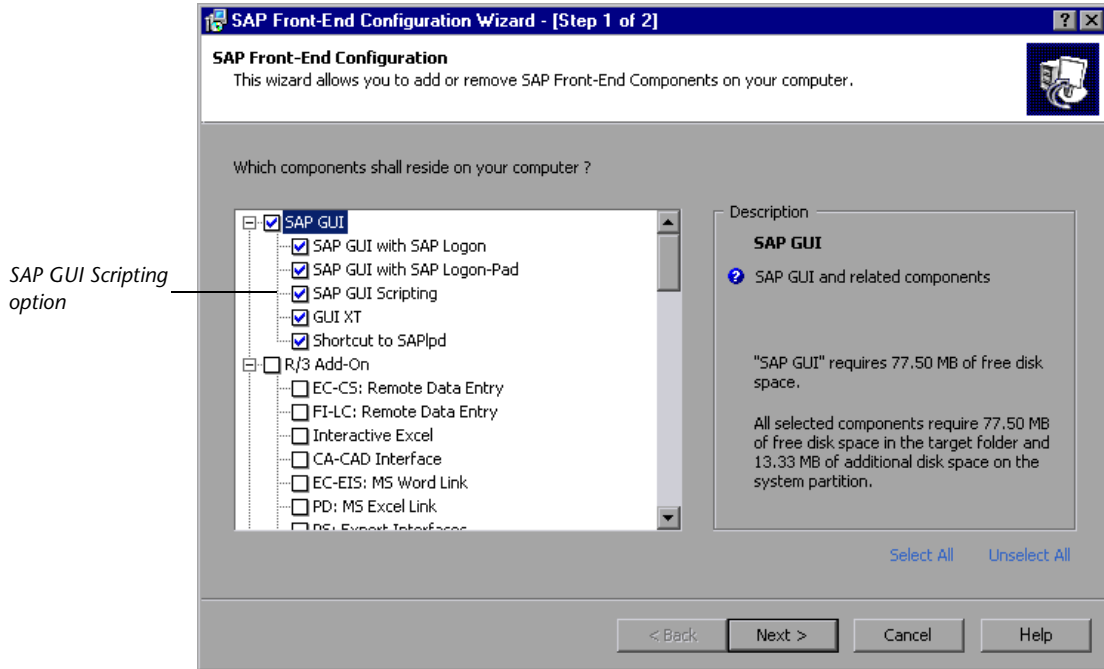 SAP Front-End Configuration Wizard - [Step 1 of 2]
SAP Front-End Configuration
This wizard allows you to add or remove SAP Front-End Components on your computer.
Which components shall reside on your computer ?
SAP GUI
SAP GUI with SAP Logon
SAP GUI with SAP Logon-Pad
SAP GUI Scripting
GUI XT
Shortcut to SAPlpd
R/3 Add-On
EC-CS: Remote Data Entry
FI-LC: Remote Data Entry
Interactive Excel
CA-CAD Interface
EC-EIS: MS Word Link
PD: MS Excel Link
PS: Export Interfaces
SAP GUI Scripting
option
Description
SAP GUI
SAP GUI and related components
"SAP GUI" requires 77.50 MB of free disk
space.
All selected components require 77.50 MB
of free disk space in the target folder and
13.33 MB of additional disk space on the
system partition.
Select All Unselect All
< Back Next > Cancel Help